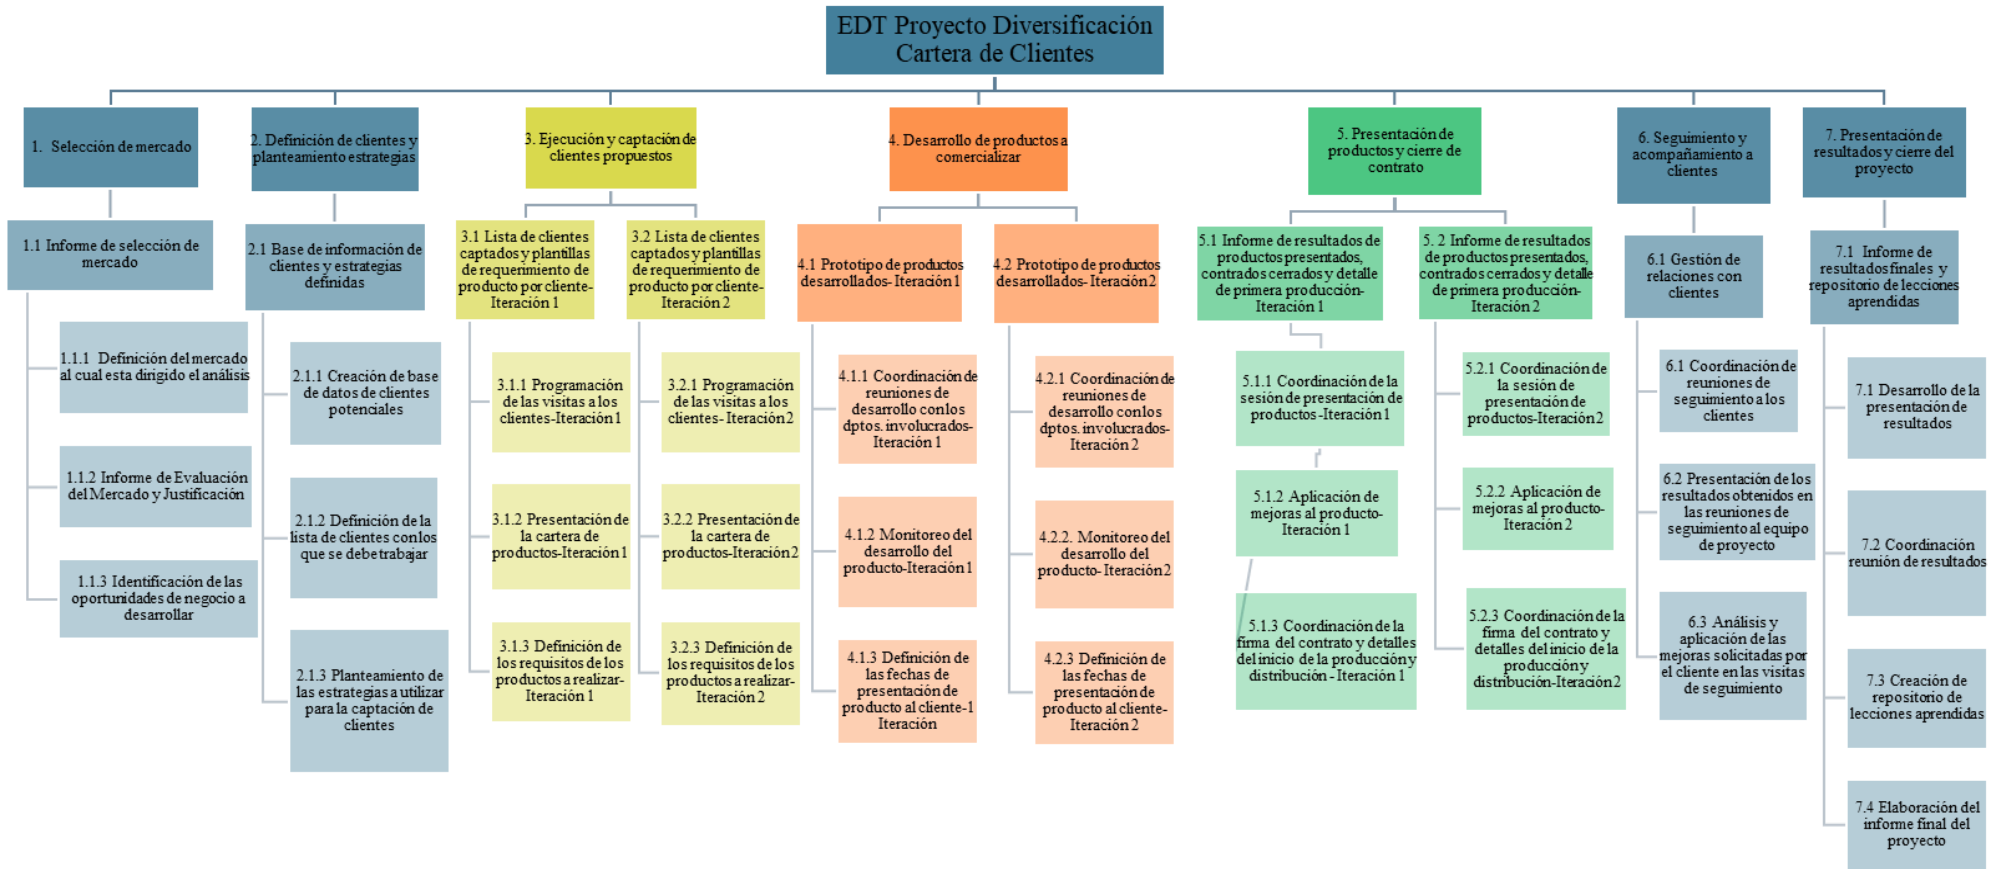 EDT Proyecto Diversificación
Cartera de Clientes
1. Selección de mercado
2. Definición de clientes y
planteamiento estrategias
3. Ejecución y captación de
clientes propuestos
4. Desarrollo de productos a
comercializar
5. Presentación de
productos y cierre de
contrato
6. Seguimiento y
acompañamiento a
clientes
7. Presentación de
resultados y cierre del
proyecto
1.1 Informe de selección de
mercado
1.1.1 Definición del mercado
al cual esta dirigido el análisis
1.1.2 Informe de Evaluación
del Mercado y Justificación
1.1.3 Identificación de las
oportunidades de negocio a
desarrollar
2.1 Base de información de
clientes y estrategias
definidas
2.1.1 Creación de base
de datos de clientes
potenciales
2.1.2 Definición de la
lista de clientes con los
que se debe trabajar
2.1.3 Planteamiento de
las estrategias a utilizar
para la captación de
clientes
3.1 Lista de clientes
captados y plantillas
de requerimiento de
producto por cliente-
Iteración 1
3.1.1 Programación
de las visitas a los
clientes-Iteración 1
3.1.2 Presentación de
la cartera de
productos-Iteración 1
3.1.3 Definición de
los requisitos de los
productos a realizar-
Iteración 1
3.2 Lista de clientes
captados y plantillas
de requerimiento de
producto por cliente-
Iteración 2
3.2.1 Programación
de las visitas a los
clientes- Iteración 2
3.2.2 Presentación de
la cartera de
productos-Iteración 2
3.2.3 Definición de
los requisitos de los
productos a realizar-
Iteración 2
4.1 Prototipo de productos
desarrollados- Iteración 1
4.1.1 Coordinación de
reuniones de
desarrollo con los
dptos. involucrados-
Iteración 1
4.1.2 Monitoreo del
desarrollo del
producto-Iteración 1
4.1.3 Definición de
las fechas de
presentación de
producto al cliente-1
Iteración
4.2 Prototipo de productos
desarrollados- Iteración 2
4.2.1 Coordinación de
reuniones de
desarrollo con los
dptos. involucrados-
Iteración 2
4.2.2. Monitoreo del
desarrollo del
producto- Iteración 2
4.2.3 Definición de
las fechas de
presentación de
producto al cliente-
Iteración 2
5.1 Informe de resultados de
productos presentados,
contrados cerrados y detalle
de primera producción-
Iteración 1
5.1.1 Coordinación de la
sesión de presentación de
productos -Iteración 1
5.1.2 Aplicación de
mejoras al producto-
Iteración 1
5.1.3 Coordinación de la
firma del contrato y detalles
del inicio de la producción y
distribución - Iteración 1
5. 2 Informe de resultados
de productos presentados,
contrados cerrados y detalle
de primera producción-
Iteración 2
5.2.1 Coordinación de
la sesión de
presentación de
productos-Iteración 2
5.2.2 Aplicación de
mejoras al producto-
Iteración 2
5.2.3 Coordinación de la
firma del contrato y
detalles del inicio de la
producción y
distribución-Iteración 2
6.1 Gestión de
relaciones con
clientes
6.1 Coordinación de
reuniones de
seguimiento a los
clientes
6.2 Presentación de los
resultados obtenidos en
las reuniones de
seguimiento al equipo
de proyecto
6.3 Análisis y
aplicación de las
mejoras solicitadas por
el cliente en las visitas
de seguimiento
7.1 Informe de
resultados finales y
repositorio de lecciones
aprendidas
7.1 Desarrollo de la
presentación de
resultados
7.2 Coordinación
reunión de resultados
7.3 Creación de
repositorio de
lecciones aprendidas
7.4 Elaboración del
informe final del
proyecto